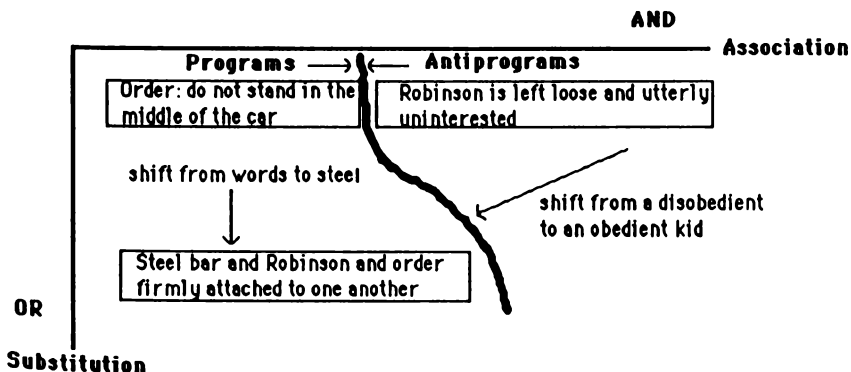 AND
Association
Programs
Antiprograms
Order: do not stand in the
middle of the car
Robinson is left loose and utterly
uninterested
shift from words to steel
shift from a disobedient
to an obedient kid
Steel bar and Robinson and order
firmly attached to one another
OR
Substitution